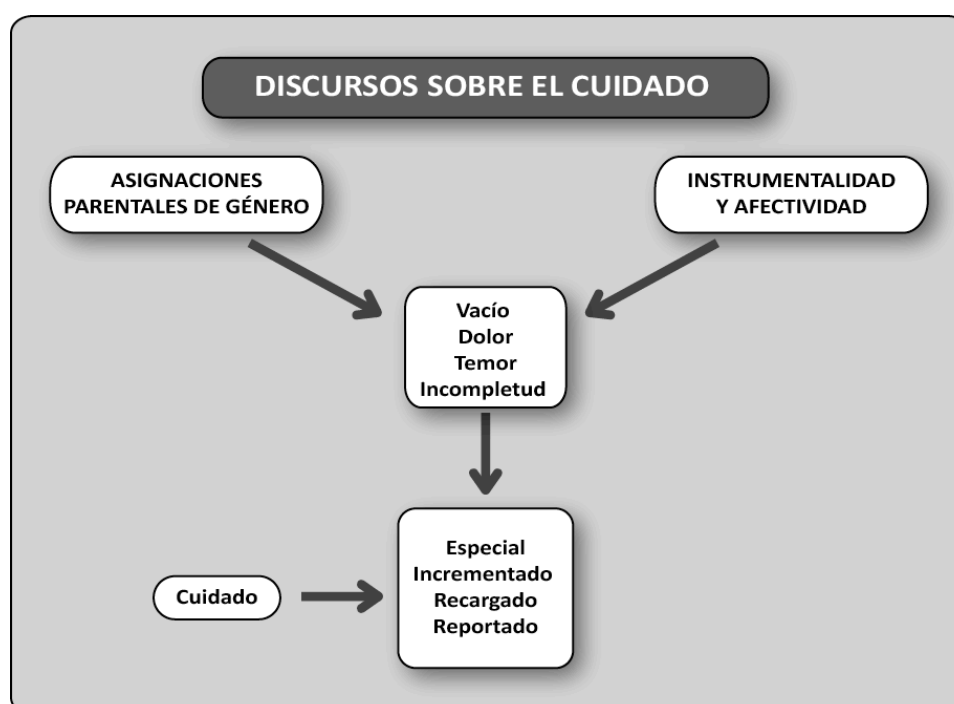 DISCURSOS SOBRE EL CUIDADO
ASIGNACIONES
PARENTALES DE GÉNERO
INSTRUMENTALIDAD
Y AFECTIVIDAD
Vacío
Dolor
Temor
Incompletud
Cuidado
Especial
Incrementado
Recargado
Reportado